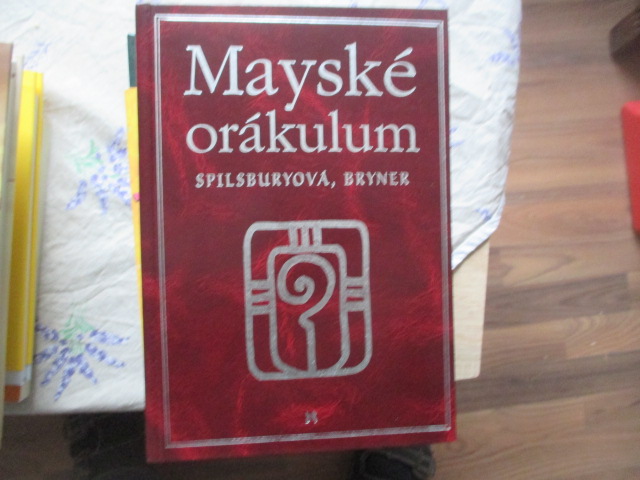 Mayské
orákulum
SPILSBURYOVÁ, BRYNER